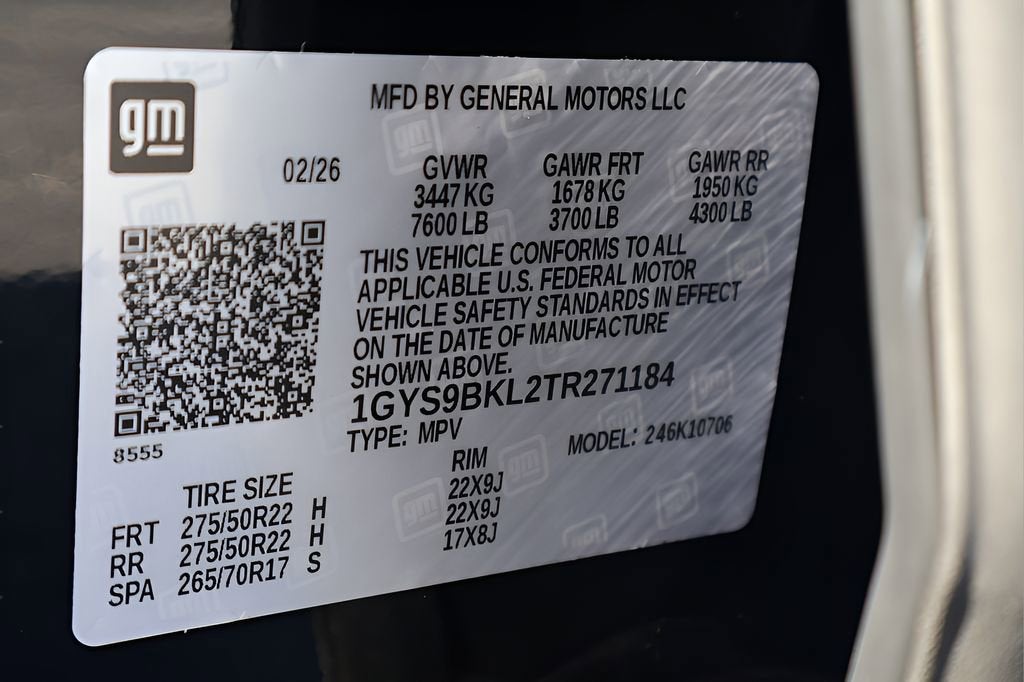 gm
MFD BY GENERAL MOTORS LLC
02/26
GVWR GAWR FRT GAWR RR
3447 KG 1678 KG 1950 KG
7600 LB 3700 LB 4300 LB
THIS VEHICLE CONFORMS TO ALL
APPLICABLE U.S. FEDERAL MOTOR
VEHICLE SAFETY STANDARDS IN EFFECT
ON THE DATE OF MANUFACTURE
SHOWN ABOVE.
1GYS9BKL2TR271184
TYPE: MPV MODEL: 246K10706
8555
TIRE SIZE RIM
FRT 275/50R22 H 22X9J
RR 275/50R22 H 22X9J
SPA 265/70R17 S 17X8J